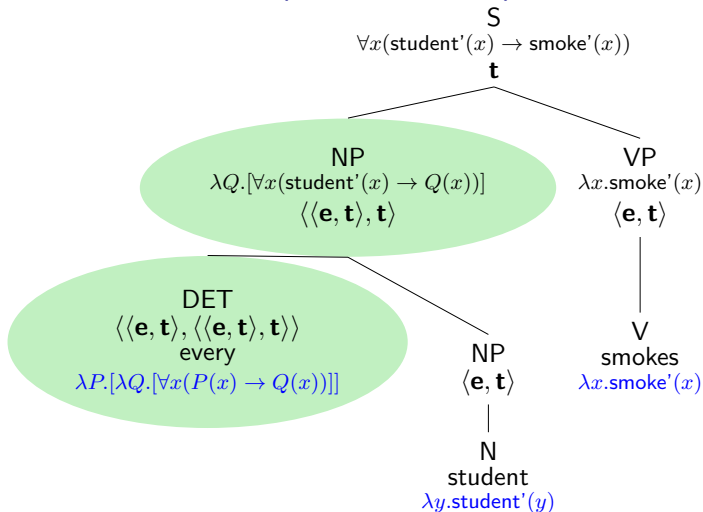 S
∀x(student’(x) → smoke’(x))
t
NP
λQ.[∀x(student’(x) → Q(x))]
⟨⟨e, t⟩, t⟩
VP
λx.smoke’(x)
⟨e, t⟩
DET
⟨⟨e, t⟩, ⟨⟨e, t⟩, t⟩⟩
every
λP.[λQ.[∀x(P(x) → Q(x))]]
NP
⟨e, t⟩
V
smokes
λx.smoke’(x)
N
student
λy.student’(y)